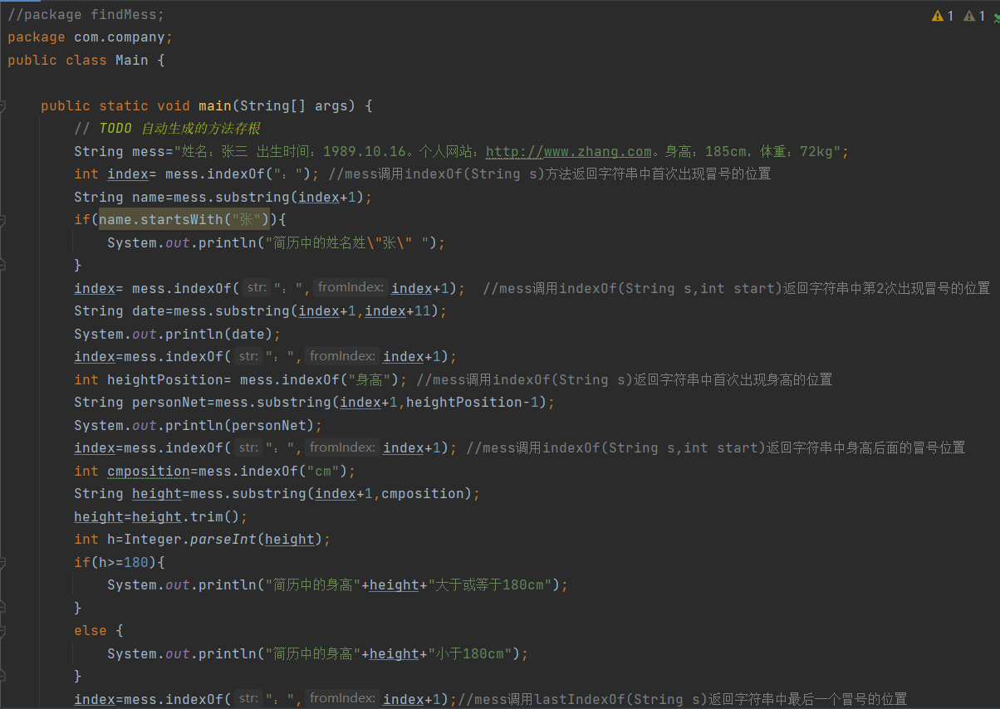 //package findMess;
1 1
package com.company;
public class Main {
public static void main(String[] args) {
// TODO 自动生成的方法存根
String mess="姓名：张三 出生时间：1989.10.16。个人网站：http://www.zhang.com。身高：185cm，体重：72kg";
int index= mess.indexOf("："); //mess调用indexOf(String s)方法返回字符串中首次出现冒号的位置
String name=mess.substring(index+1);
if(name.startsWith("张")){
System.out.println("简历中的姓名姓\"张\" ");
}
index= mess.indexOf( str: "：", fromIndex: index+1);  //mess调用indexOf(String s,int start)返回字符串中第2次出现冒号的位置
String date=mess.substring(index+1,index+11);
System.out.println(date);
index=mess.indexOf( str: "：", fromIndex: index+1);
int heightPosition= mess.indexOf("身高"); //mess调用indexOf(String s)返回字符串中首次出现身高的位置
String personNet=mess.substring(index+1,heightPosition-1);
System.out.println(personNet);
index=mess.indexOf( str: "：", fromIndex: index+1); //mess调用indexOf(String s,int start)返回字符串中身高后面的冒号位置
int cmposition=mess.indexOf("cm");
String height=mess.substring(index+1,cmposition);
height=height.trim();
int h=Integer.parseInt(height);
if(h>=180){
System.out.println("简历中的身高"+height+"大于或等于180cm");
}
else {
System.out.println("简历中的身高"+height+"小于180cm");
}
index=mess.indexOf( str: "：", fromIndex: index+1);//mess调用lastIndexOf(String s)返回字符串中最后一个冒号的位置